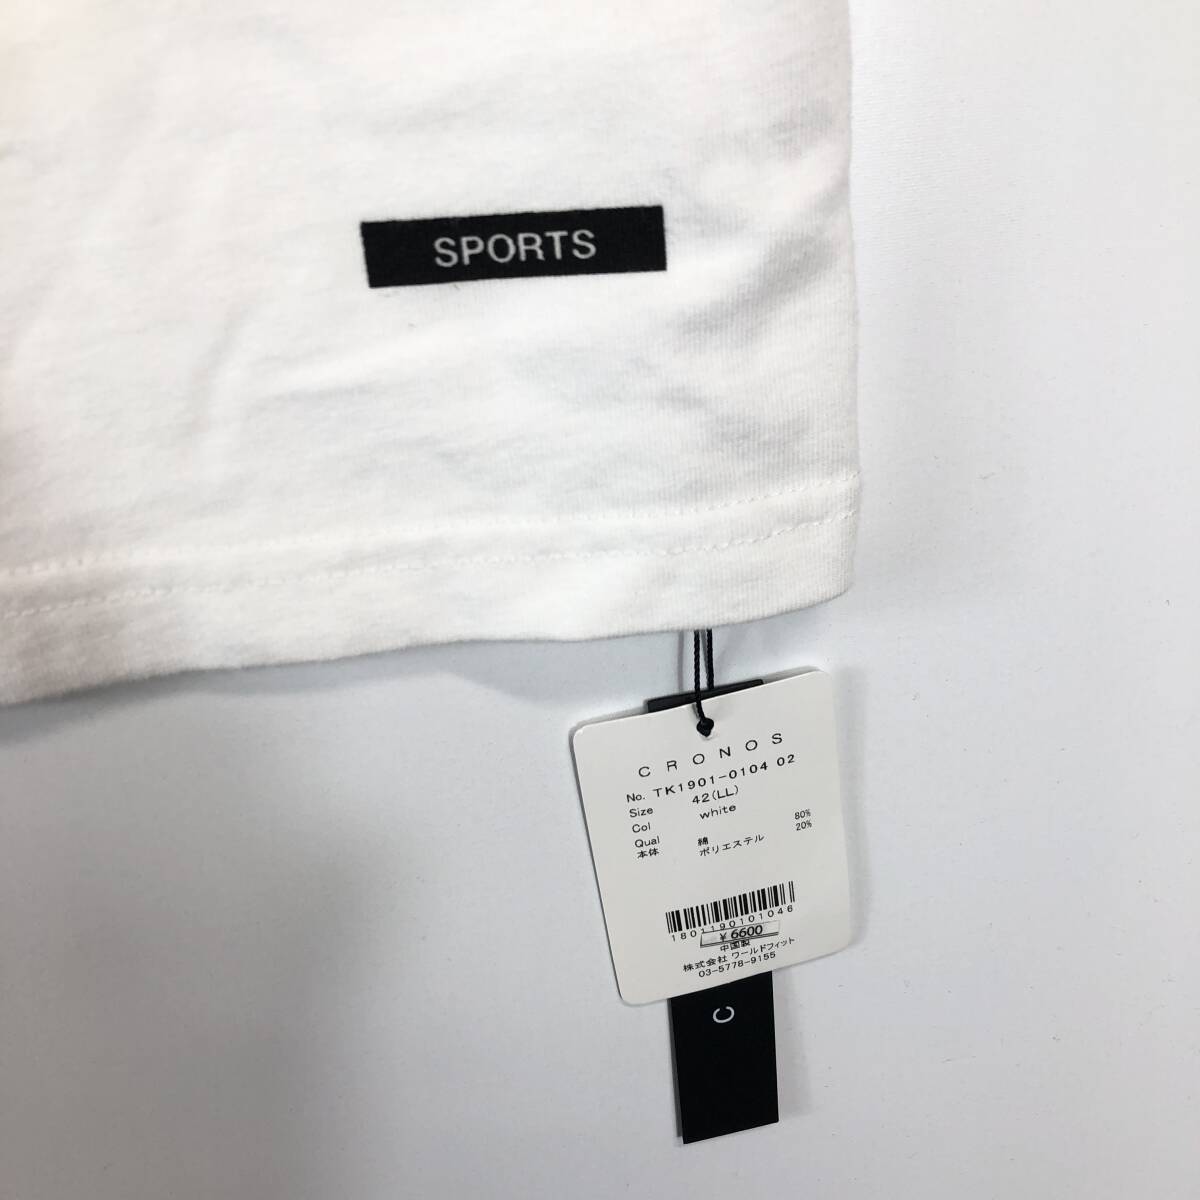 SPORTS
CRONOS
No. TK1901-0104 02
Size 42(LL)
Col white
Qual 綿 80%
本体 ポリエステル 20%
1801190101046
¥6600
中国製
株式会社 ワールドフィット
03-5778-9155
C